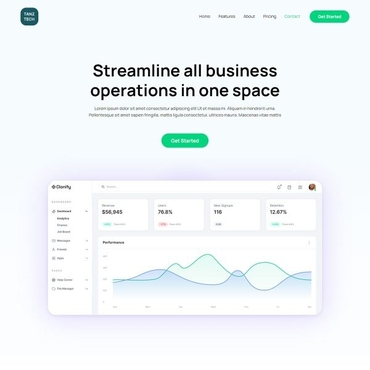 TANZ
TECH
Home Features About Pricing Contact Get Started
Streamline all business
operations in one space
Lorem ipsum dolor sit amet consectetur adipiscing elit Ut et massa mi. Aliquam in hendrerit urna.
Pellentesque sit amet sapien fringilla, mattis ligula consectetur, ultrices mauris. Maecenas vitae mattis
Get Started
Clenify
Search...
Dashboard
Analytics
Finance
Job Board
Messages
Friends
Apps
Help Center
File Manager
Revenue
$56,945
Users
76.8%
New Signups
116
Retention
12.67%
Performance